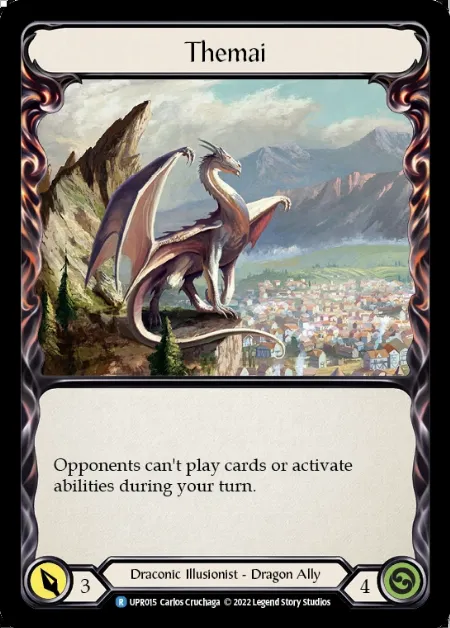 Themai
Opponents can't play cards or activate
abilities during your turn.
Draconic Illusionist - Dragon Ally
3
4
R UPR015 Carlos Cruchaga © 2022 Legend Story Studios